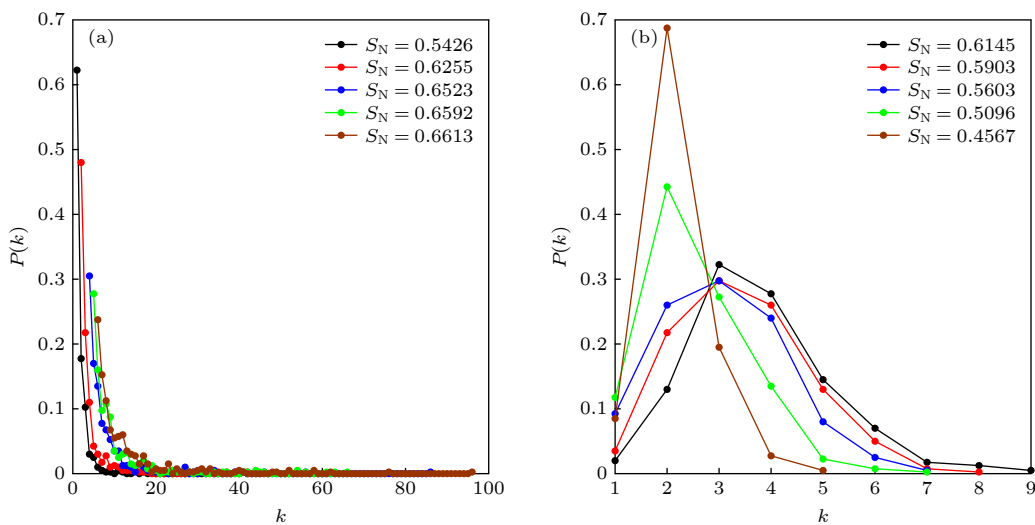 (a)
S_N = 0.5426
S_N = 0.6255
S_N = 0.6523
S_N = 0.6592
S_N = 0.6613
P(k)
0.7
0.6
0.5
0.4
0.3
0.2
0.1
0
0 20 40 60 80 100
k
(b)
S_N = 0.6145
S_N = 0.5903
S_N = 0.5603
S_N = 0.5096
S_N = 0.4567
P(k)
0.7
0.6
0.5
0.4
0.3
0.2
0.1
0
1 2 3 4 5 6 7 8 9
k